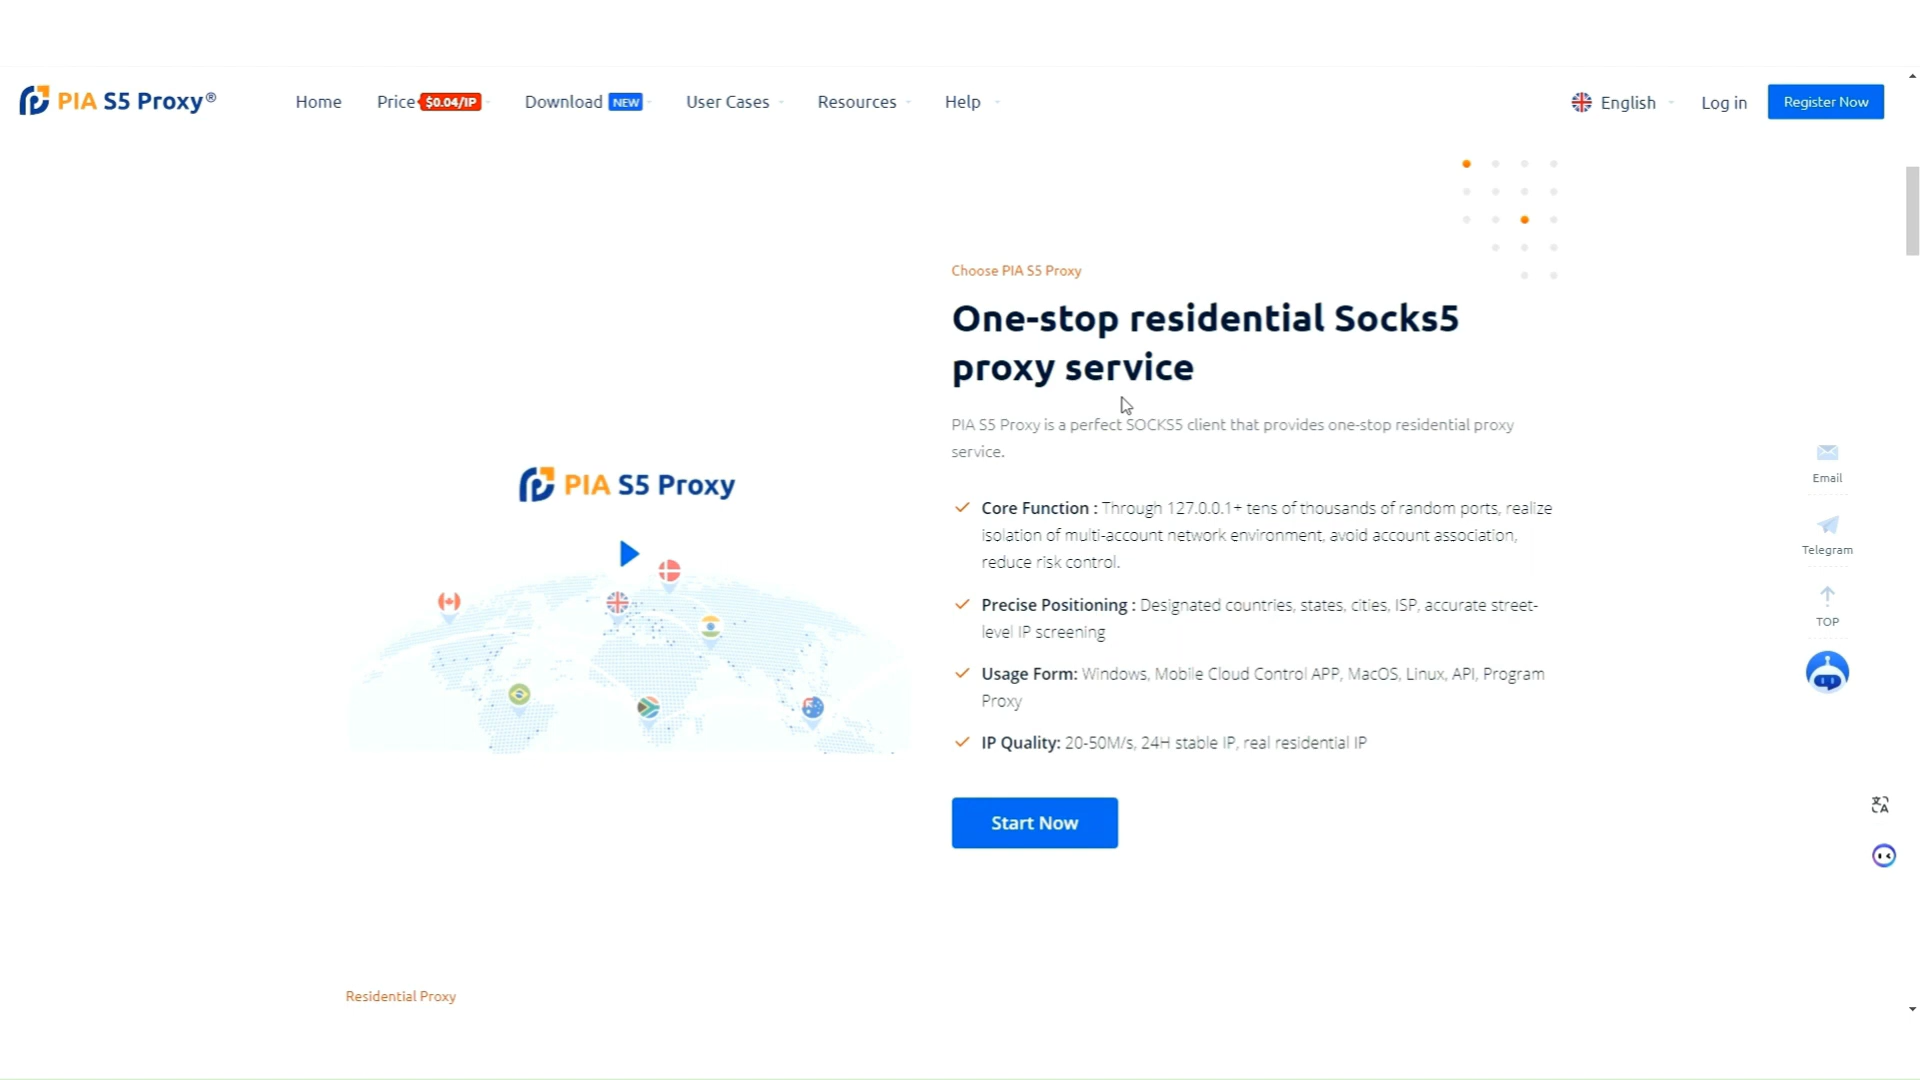 PIA S5 Proxy®
Home
Price $0.04/IP
Download NEW
User Cases
Resources
Help
English
Log in
Register Now
Choose PIA S5 Proxy
One-stop residential Socks5
proxy service
PIA S5 Proxy is a perfect SOCKS5 client that provides one-stop residential proxy
service.
PIA S5 Proxy
Core Function : Through 127.0.0.1+ tens of thousands of random ports, realize
isolation of multi-account network environment, avoid account association,
reduce risk control.
Precise Positioning : Designated countries, states, cities, ISP, accurate street-
level IP screening
Usage Form: Windows, Mobile Cloud Control APP, MacOS, Linux, API, Program
Proxy
IP Quality: 20-50M/s, 24H stable IP, real residential IP
Start Now
Email
Telegram
TOP
Residential Proxy